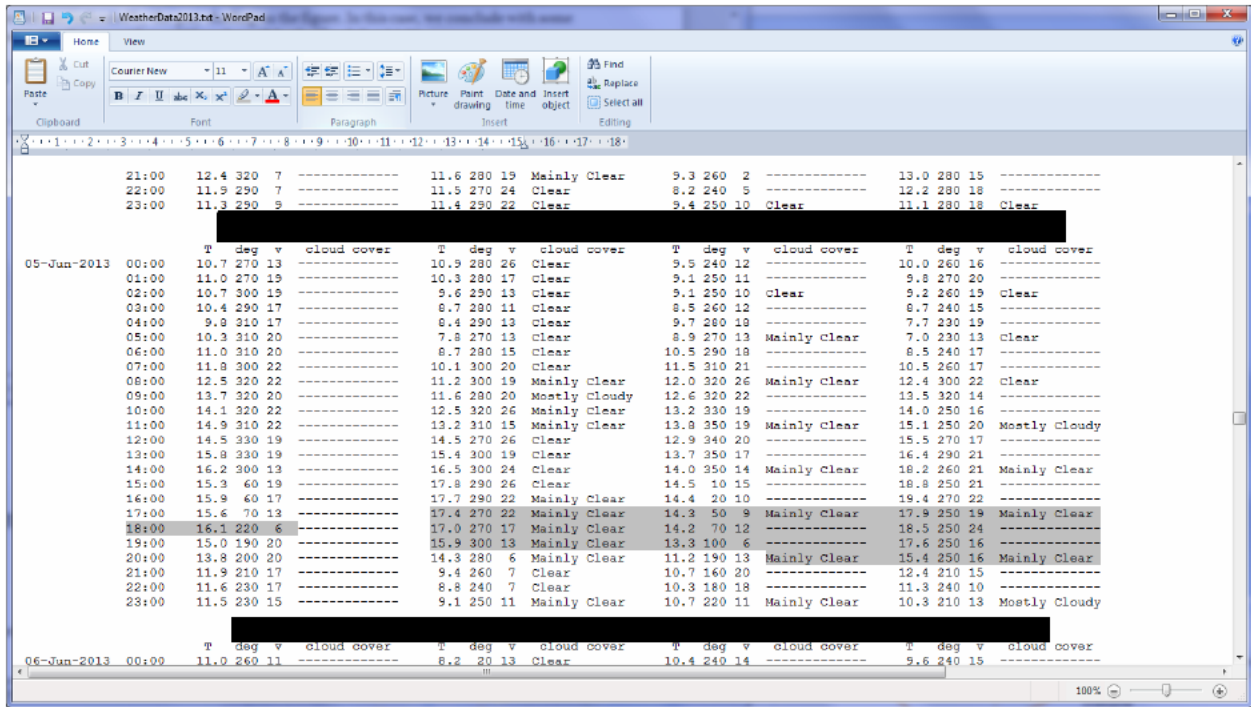 WeatherData2013.txt - WordPad
Home View
Cut
Copy
Paste
Clipboard
Courier New 11 A A
B I U abc X₂ X² A
Font
Paragraph
Picture Paint drawing Date and time Insert object
Insert
Find
Replace
Select all
Editing
1 2 3 4 5 6 7 8 9 10 11 12 13 14 15 16 17 18
21:00 12.4 320 7 ------------- 11.6 280 19 Mainly Clear 9.3 260 2 ------------- 13.0 280 15 -------------
22:00 11.9 290 7 ------------- 11.5 270 24 Clear 8.2 240 5 ------------- 12.2 280 18 -------------
23:00 11.3 290 9 ------------- 11.4 290 22 Clear 9.4 250 10 Clear 11.1 280 18 Clear
T deg v cloud cover T deg v cloud cover T deg v cloud cover T deg v cloud cover
05-Jun-2013 00:00 10.7 270 13 ------------- 10.9 280 26 Clear 9.5 240 12 ------------- 10.0 260 16 -------------
01:00 11.0 270 19 ------------- 10.3 280 17 Clear 9.1 250 11 ------------- 9.8 270 20 -------------
02:00 10.7 300 19 ------------- 9.6 290 13 Clear 9.1 250 10 Clear 9.2 260 19 Clear
03:00 10.4 290 17 ------------- 8.7 280 11 Clear 8.5 260 12 ------------- 8.7 240 15 -------------
04:00 9.8 310 17 ------------- 8.4 290 13 Clear 9.7 280 18 ------------- 7.7 230 19 -------------
05:00 10.3 310 20 ------------- 7.8 270 13 Clear 8.9 270 13 Mainly Clear 7.0 230 13 Clear
06:00 11.0 310 20 ------------- 8.7 280 15 Clear 10.5 290 18 ------------- 8.5 240 17 -------------
07:00 11.8 300 22 ------------- 10.1 300 20 Clear 11.5 310 21 ------------- 10.5 260 17 -------------
08:00 12.5 320 22 ------------- 11.2 300 19 Mainly Clear 12.0 320 26 Mainly Clear 12.4 300 22 Clear
09:00 13.7 320 20 ------------- 11.6 280 20 Mostly Cloudy 12.6 320 22 ------------- 13.5 320 14 -------------
10:00 14.1 320 22 ------------- 12.5 320 26 Mainly Clear 13.2 330 19 ------------- 14.0 250 16 -------------
11:00 14.9 310 22 ------------- 13.2 310 15 Mainly Clear 13.8 350 19 Mainly Clear 15.1 250 20 Mostly Cloudy
12:00 14.5 330 19 ------------- 14.5 270 26 Clear 12.9 340 20 ------------- 15.5 270 17 -------------
13:00 15.8 330 19 ------------- 15.4 300 19 Clear 13.7 350 17 ------------- 16.4 290 21 -------------
14:00 16.2 300 13 ------------- 16.5 300 24 Clear 14.0 350 14 Mainly Clear 18.2 260 21 Mainly Clear
15:00 15.3 60 19 ------------- 17.8 290 26 Clear 14.5 10 15 ------------- 18.8 250 21 -------------
16:00 15.9 60 17 ------------- 17.7 290 22 Mainly Clear 14.4 20 10 ------------- 19.4 270 22 -------------
17:00 15.6 70 13 ------------- 17.4 270 22 Mainly Clear 14.3 50 9 Mainly Clear 17.9 250 19 Mainly Clear
18:00 16.1 220 6 ------------- 17.0 270 17 Mainly Clear 14.2 70 12 ------------- 18.5 250 24 -------------
19:00 15.0 190 20 ------------- 15.9 300 13 Mainly Clear 13.3 100 6 ------------- 17.6 250 16 -------------
20:00 13.8 200 20 ------------- 14.3 280 6 Mainly Clear 11.2 190 13 Mainly Clear 15.4 250 16 Mainly Clear
21:00 11.9 210 17 ------------- 9.4 260 7 Clear 10.7 160 20 ------------- 12.4 210 15 -------------
22:00 11.6 230 17 ------------- 8.8 240 7 Clear 10.3 180 18 ------------- 11.3 240 10 -------------
23:00 11.5 230 15 ------------- 9.1 250 11 Mainly Clear 10.7 220 11 Mainly Clear 10.3 210 13 Mostly Cloudy
T deg v cloud cover T deg v cloud cover T deg v cloud cover T deg v cloud cover
06-Jun-2013 00:00 11.0 260 11 ------------- 8.2 20 13 Clear 10.4 240 14 ------------- 9.6 240 15 -------------
100%